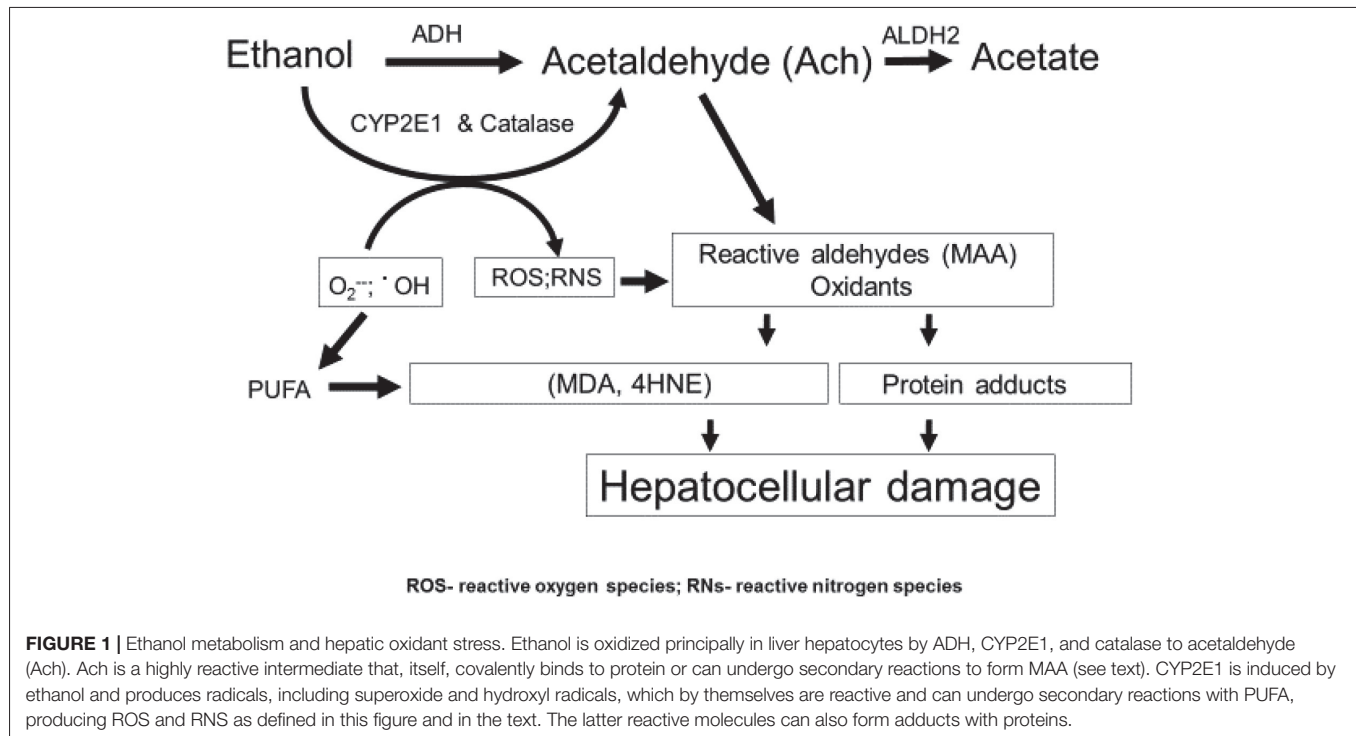 ADH
ALDH2
Ethanol
Acetaldehyde (Ach)
Acetate
CYP2E1 & Catalase
O₂⁻⁻; ˙OH
ROS;RNS
Reactive aldehydes (MAA)
Oxidants
PUFA
(MDA, 4HNE)
Protein adducts
Hepatocellular damage
ROS- reactive oxygen species; RNs- reactive nitrogen species
FIGURE 1 | Ethanol metabolism and hepatic oxidant stress. Ethanol is oxidized principally in liver hepatocytes by ADH, CYP2E1, and catalase to acetaldehyde
(Ach). Ach is a highly reactive intermediate that, itself, covalently binds to protein or can undergo secondary reactions to form MAA (see text). CYP2E1 is induced by
ethanol and produces radicals, including superoxide and hydroxyl radicals, which by themselves are reactive and can undergo secondary reactions with PUFA,
producing ROS and RNS as defined in this figure and in the text. The latter reactive molecules can also form adducts with proteins.